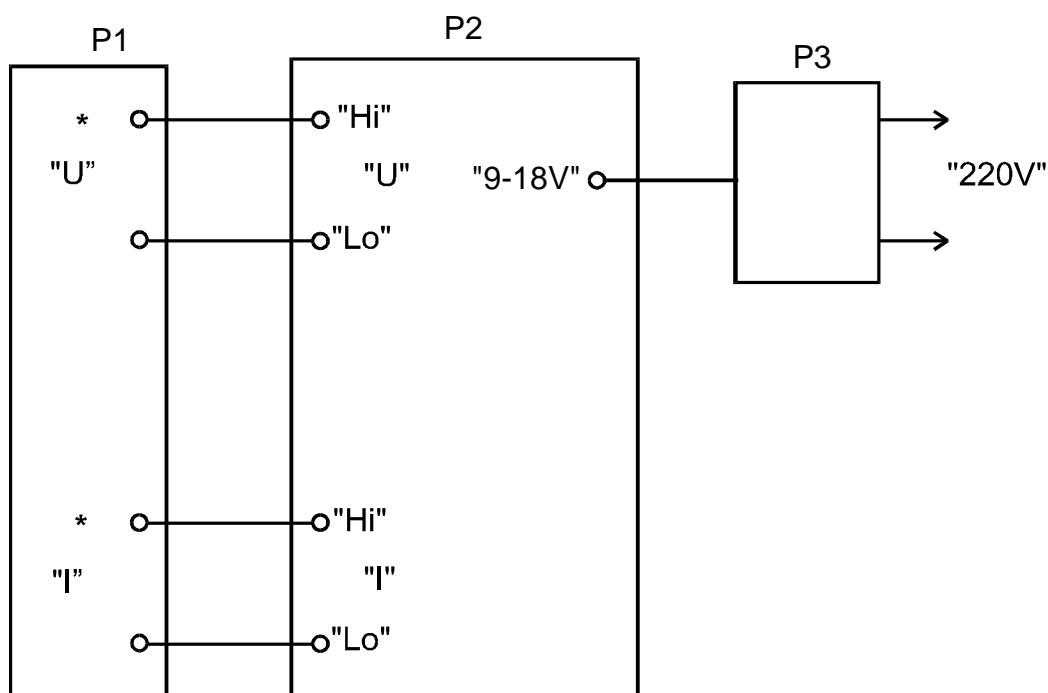 P1
P2
P3
* "Hi"
"U” "U" "9-18V" "220V"
"Lo"
* "Hi"
"I” "I"
"Lo"